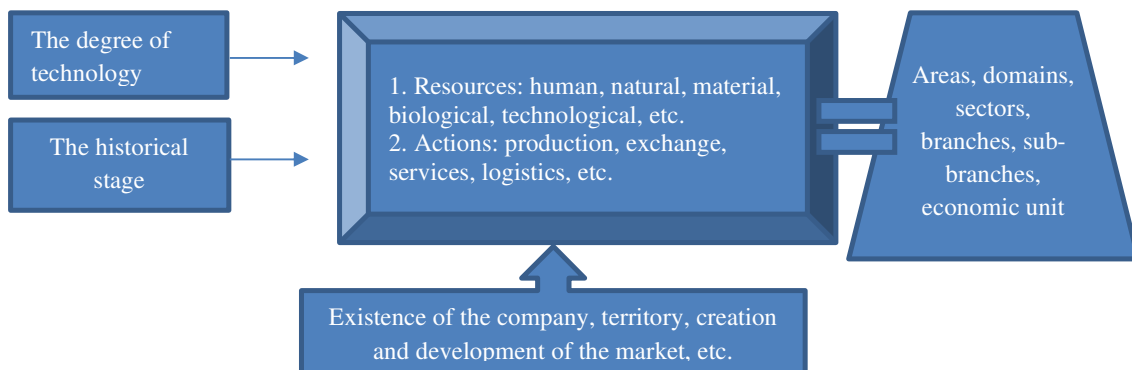 The degree of
technology
The historical
stage
1. Resources: human, natural, material,
biological, technological, etc.
2. Actions: production, exchange,
services, logistics, etc.
Areas, domains,
sectors,
branches, sub-
branches,
economic unit
Existence of the company, territory, creation
and development of the market, etc.